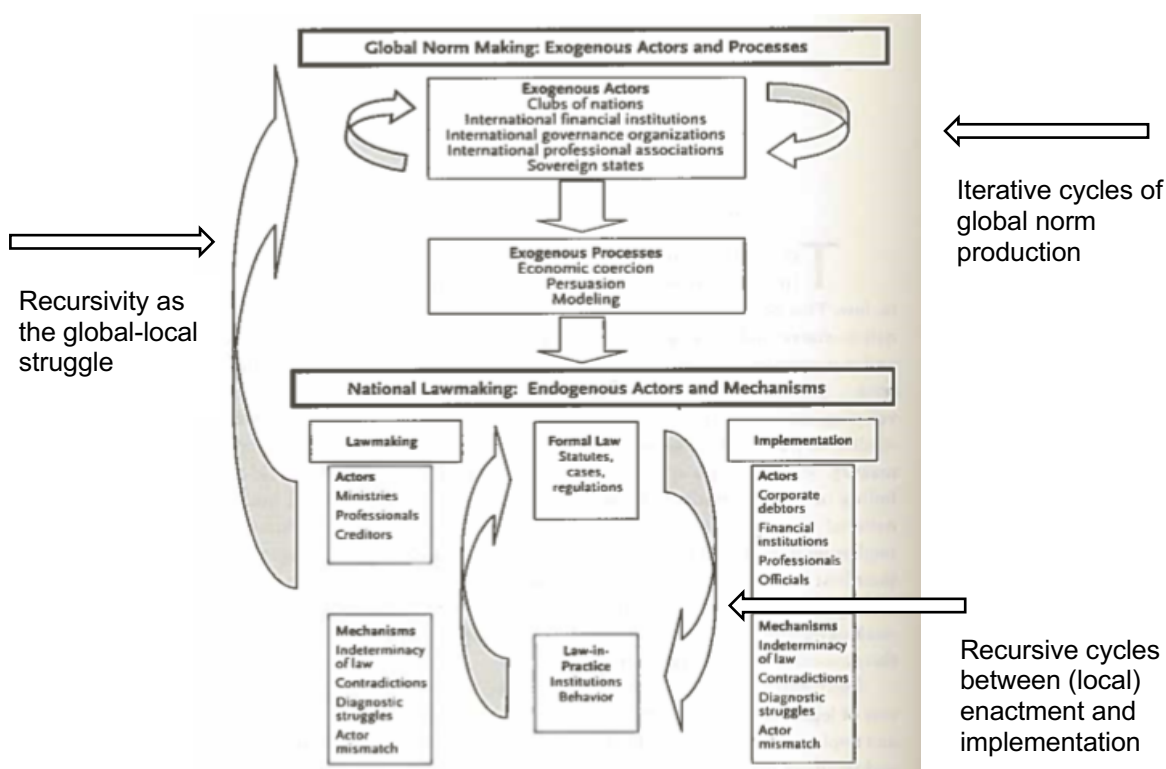 Global Norm Making: Exogenous Actors and Processes
Exogenous Actors
Clubs of nations
International financial institutions
International governance organizations
International professional associations
Sovereign states
Iterative cycles of
global norm
production
Recursivity as
the global-local
struggle
Exogenous Processes
Economic coercion
Persuasion
Modeling
National Lawmaking: Endogenous Actors and Mechanisms
Lawmaking
Actors
Ministries
Professionals
Creditors
Mechanisms
Indeterminacy
of law
Contradictions
Diagnostic
struggles
Actor
mismatch
Formal Law
Statutes,
cases,
regulations
Law-in-
Practice
Institutions
Behavior
Implementation
Actors
Corporate
debtors
Financial
institutions
Professionals
Officials
Mechanisms
Indeterminacy
of law
Contradictions
Diagnostic
struggles
Actor
mismatch
Recursive cycles
between (local)
enactment and
implementation